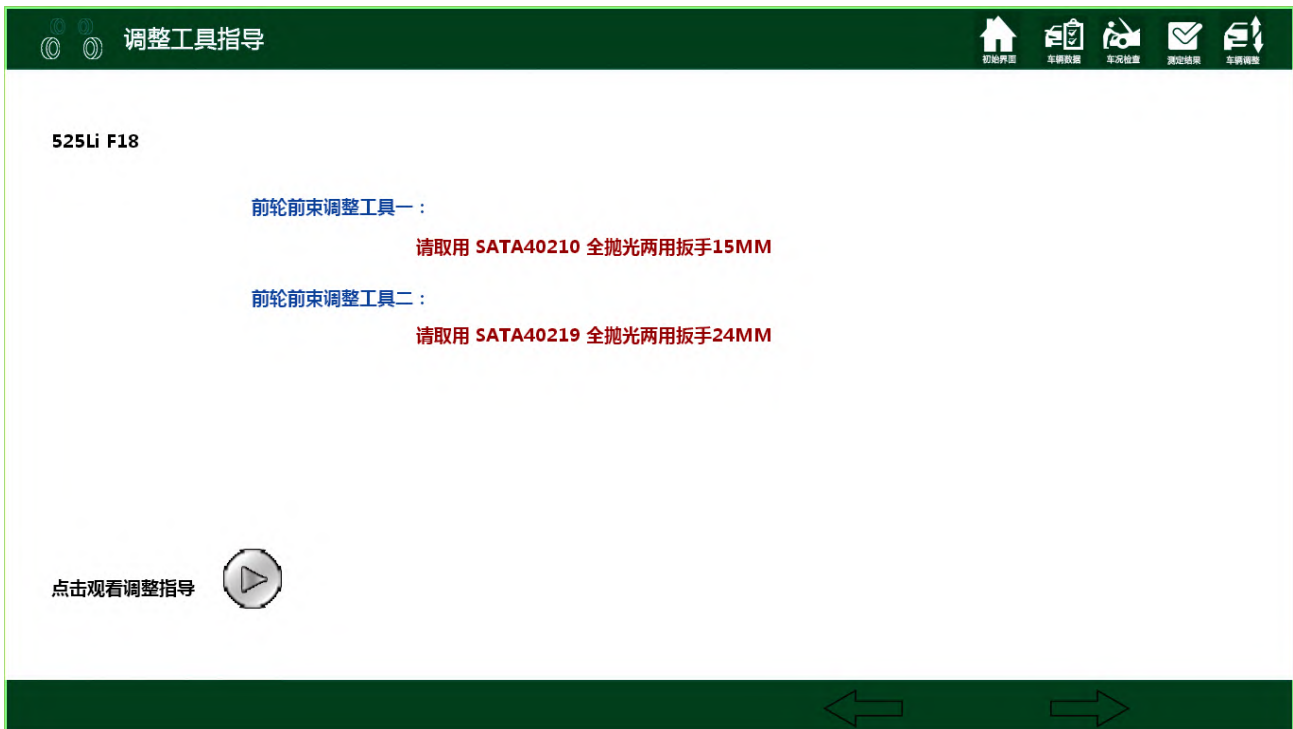 调整工具指导
初始界面
车辆数据
车况检查
测定结果
车辆调整
525Li F18
前轮前束调整工具一：
请取用 SATA40210 全抛光两用扳手15MM
前轮前束调整工具二：
请取用 SATA40219 全抛光两用扳手24MM
点击观看调整指导